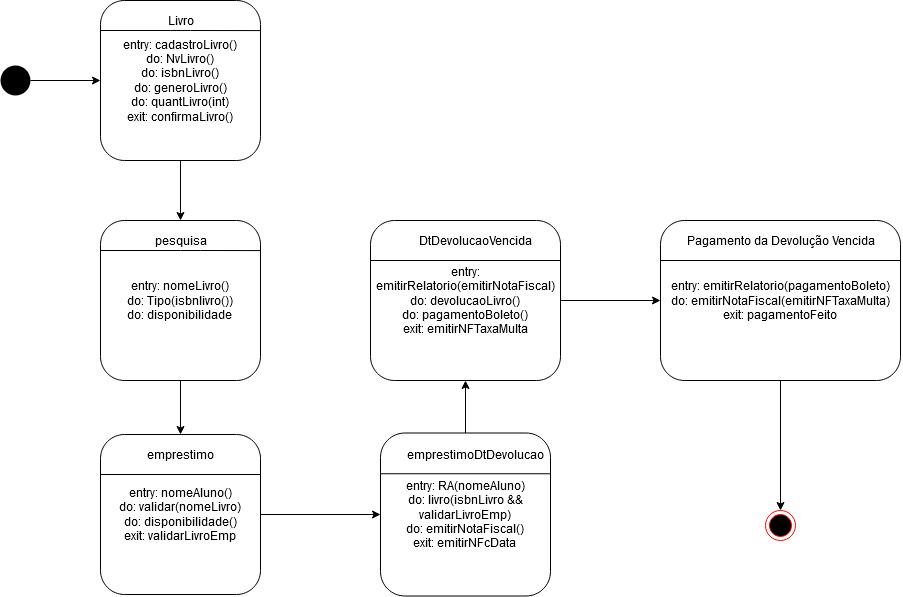 Livro
entry: cadastroLivro()
do: NvLivro()
do: isbnLivro()
do: generoLivro()
do: quantLivro(int)
exit: confirmaLivro()
pesquisa
entry: nomeLivro()
do: Tipo(isbnlivro())
do: disponibilidade
emprestimo
entry: nomeAluno()
do: validar(nomeLivro)
do: disponibilidade()
exit: validarLivroEmp
emprestimoDtDevolucao
entry: RA(nomeAluno)
do: livro(isbnLivro &&
validarLivroEmp)
do: emitirNotaFiscal()
exit: emitirNFcData
DtDevolucaoVencida
entry:
emitirRelatorio(emitirNotaFiscal)
do: devolucaoLivro()
do: pagamentoBoleto()
exit: emitirNFTaxaMulta
Pagamento da Devolução Vencida
entry: emitirRelatorio(pagamentoBoleto)
do: emitirNotaFiscal(emitirNFTaxaMulta)
exit: pagamentoFeito